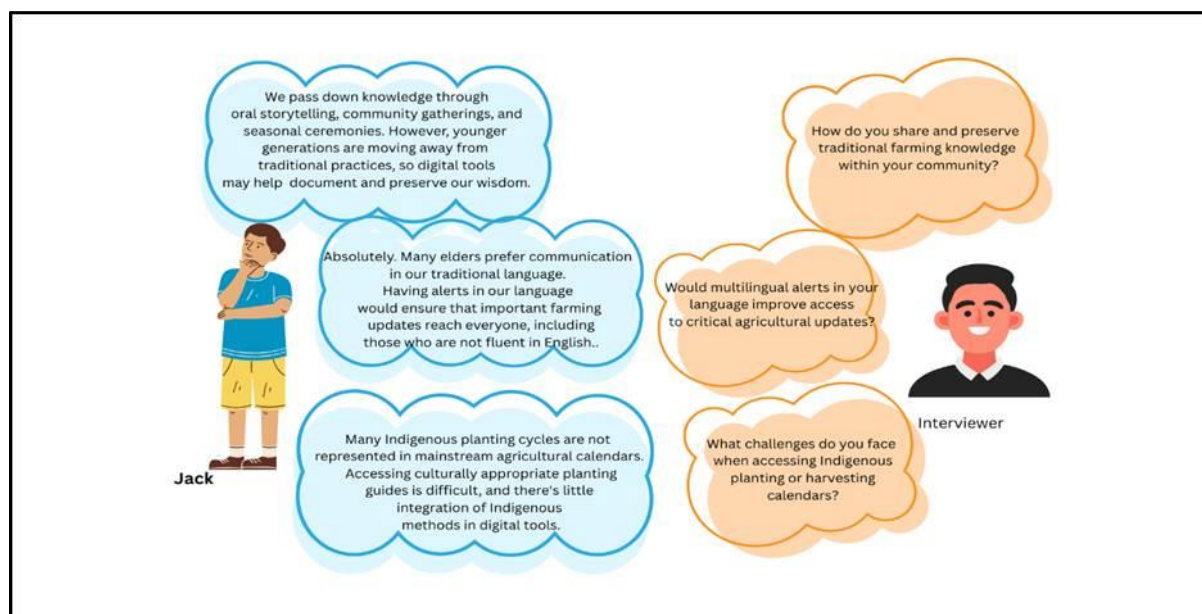 We pass down knowledge through
oral storytelling, community gatherings, and
seasonal ceremonies. However, younger
generations are moving away from
traditional practices, so digital tools
may help document and preserve our wisdom.
How do you share and preserve
traditional farming knowledge
within your community?
Absolutely. Many elders prefer communication
in our traditional language.
Having alerts in our language
would ensure that important farming
updates reach everyone, including
those who are not fluent in English..
Would multilingual alerts in your
language improve access
to critical agricultural updates?
Many Indigenous planting cycles are not
represented in mainstream agricultural calendars.
Accessing culturally appropriate planting
guides is difficult, and there's little
integration of Indigenous
methods in digital tools.
What challenges do you face
when accessing Indigenous
planting or harvesting
calendars?
Jack
Interviewer